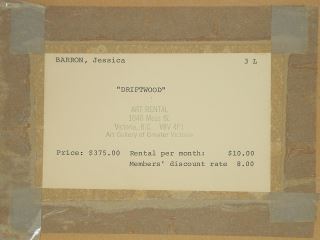 BARRON, Jessica 3 L
"DRIFTWOOD"
ART RENTAL
1040 Moss St.
Victoria, B.C. V8V 4P1
Art Gallery of Greater Victoria
Price: $375.00 Rental per month: $10.00
Members' discount rate 8.00